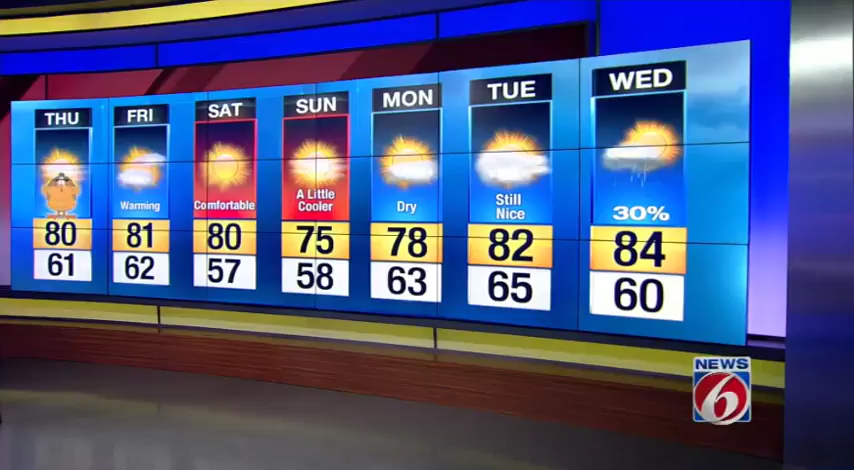 THU
FRI
SAT
SUN
MON
TUE
WED
Warming
Comfortable
A Little
Cooler
Dry
Still
Nice
30%
80
81
80
75
78
82
84
61
62
57
58
63
65
60
NEWS
6